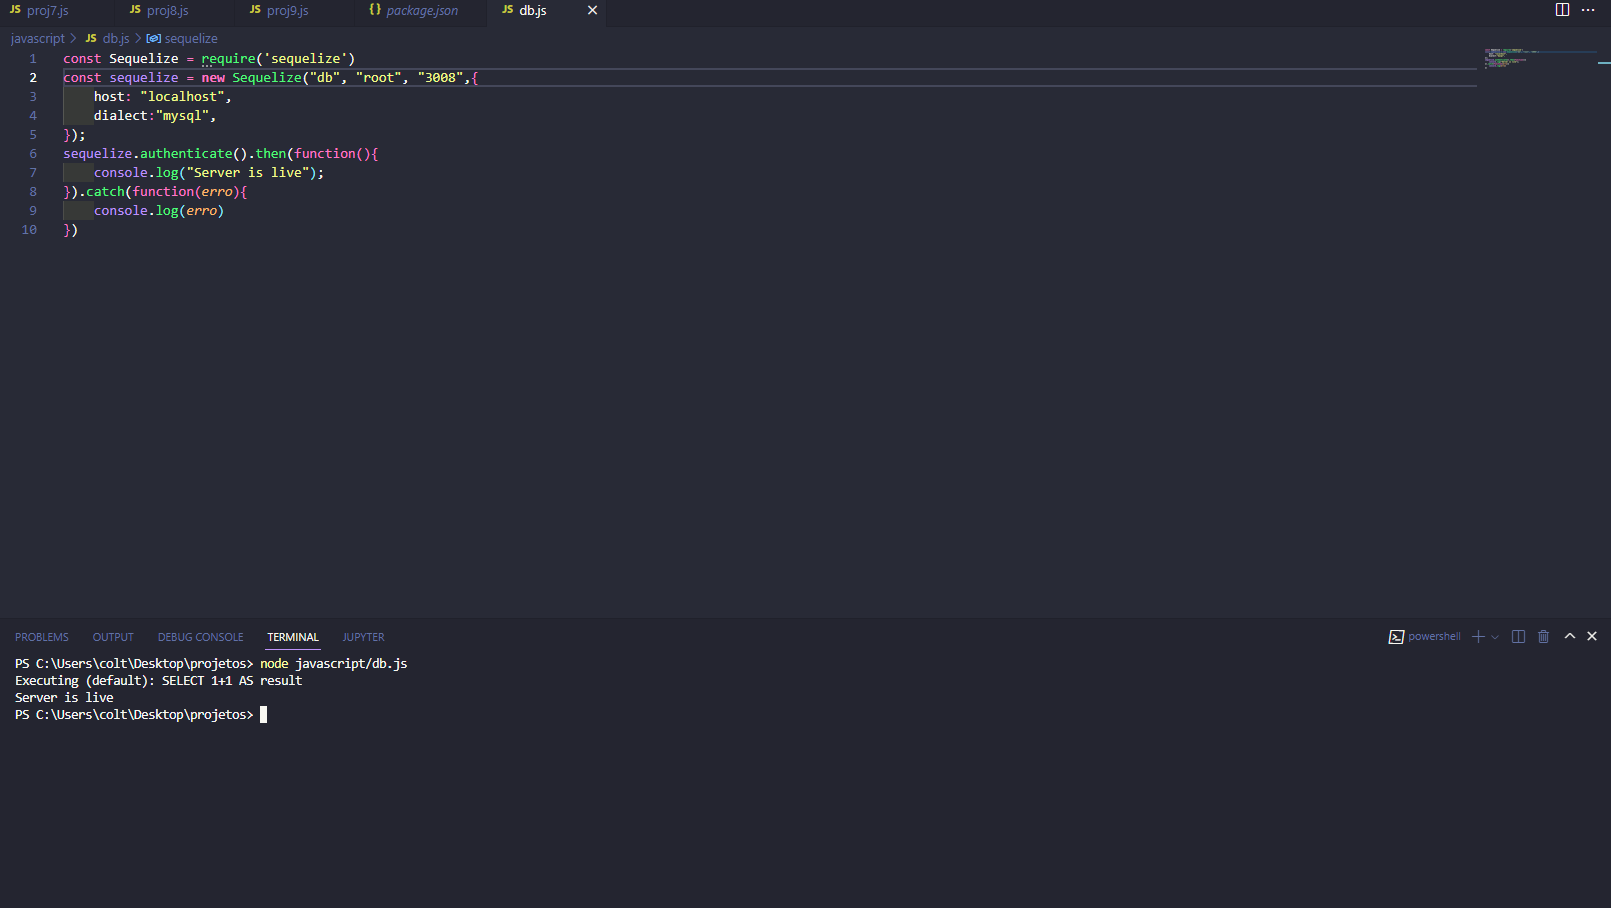 JS proj7.js JS proj8.js JS proj9.js {} package.json JS db.js
javascript > JS db.js > sequelize
1 const Sequelize = require('sequelize')
2 const sequelize = new Sequelize("db", "root", "3008",{
3 host: "localhost",
4 dialect:"mysql",
5 });
6 sequelize.authenticate().then(function(){
7 console.log("Server is live");
8 }).catch(function(erro){
9 console.log(erro)
10 })
PROBLEMS OUTPUT DEBUG CONSOLE TERMINAL JUPYTER powershell
PS C:\Users\colt\Desktop\projetos> node javascript/db.js
Executing (default): SELECT 1+1 AS result
Server is live
PS C:\Users\colt\Desktop\projetos>